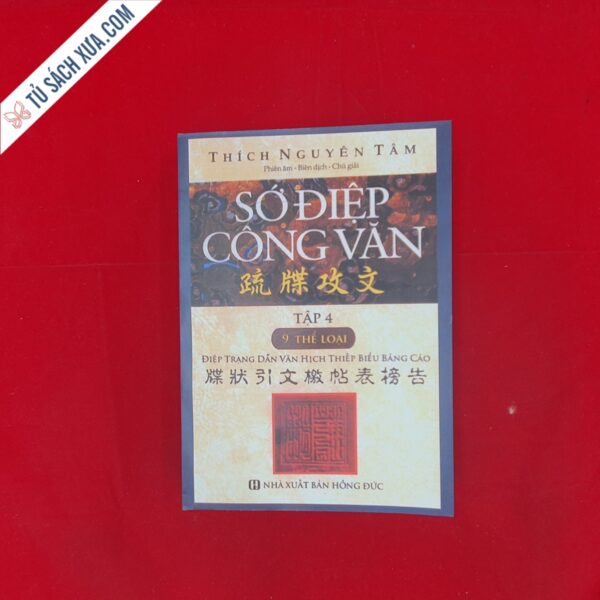 TỦ SÁCH XƯA.COM
THÍCH NGUYÊN TÂM
Phiên âm - Biên dịch - Chú giải
SỚ ĐIỆP
CÔNG VĂN
疏牒攻文
TẬP 4
9 THỂ LOẠI
ĐIỆP TRẠNG DẪN VĂN HỊCH THIẾP BIỂU BẢNG CÁO
牒狀引文檄帖表榜告
NHÀ XUẤT BẢN HỒNG ĐỨC